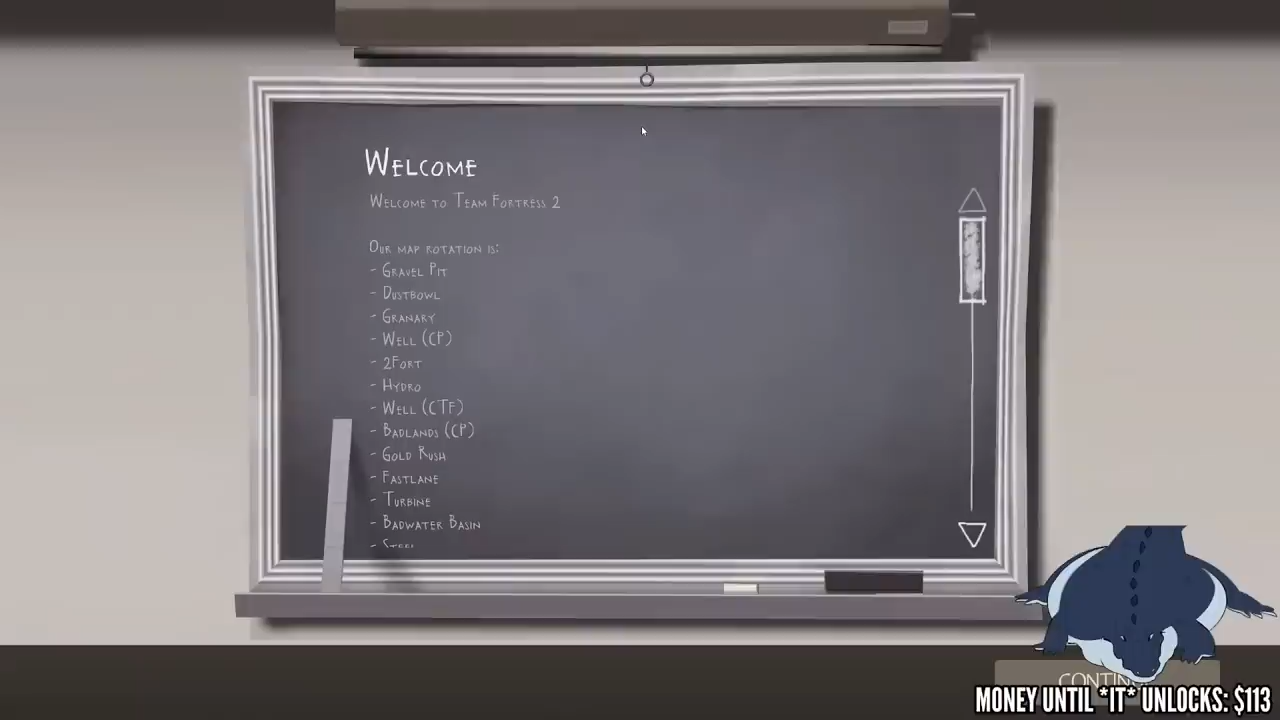 Welcome
Welcome to Team Fortress 2
Our map rotation is:
- Gravel Pit
- Dustbowl
- Granary
- Well (CP)
- 2Fort
- Hydro
- Well (CTF)
- Badlands (CP)
- Gold Rush
- Fastlane
- Turbine
- Badwater Basin
MONEY UNTIL *IT* UNLOCKS: $113